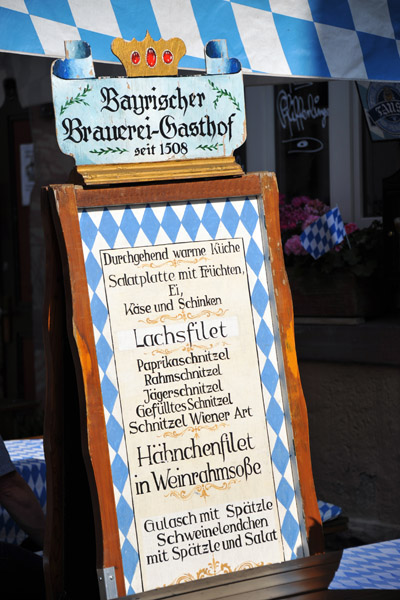 Bayrischer
Brauerei-Gasthof
seit 1508
Pfifferling
Durchgehend warme Küche
Salatplatte mit Früchten,
Ei,
Käse und Schinken
Lachsfilet
Paprikaschnitzel
Rahmschnitzel
Jägerschnitzel
Gefülltes Schnitzel
Schnitzel Wiener Art
Hähnchenfilet
in Weinrahmsoße
Gulasch mit Spätzle
Schweinelendchen
mit Spätzle und Salat